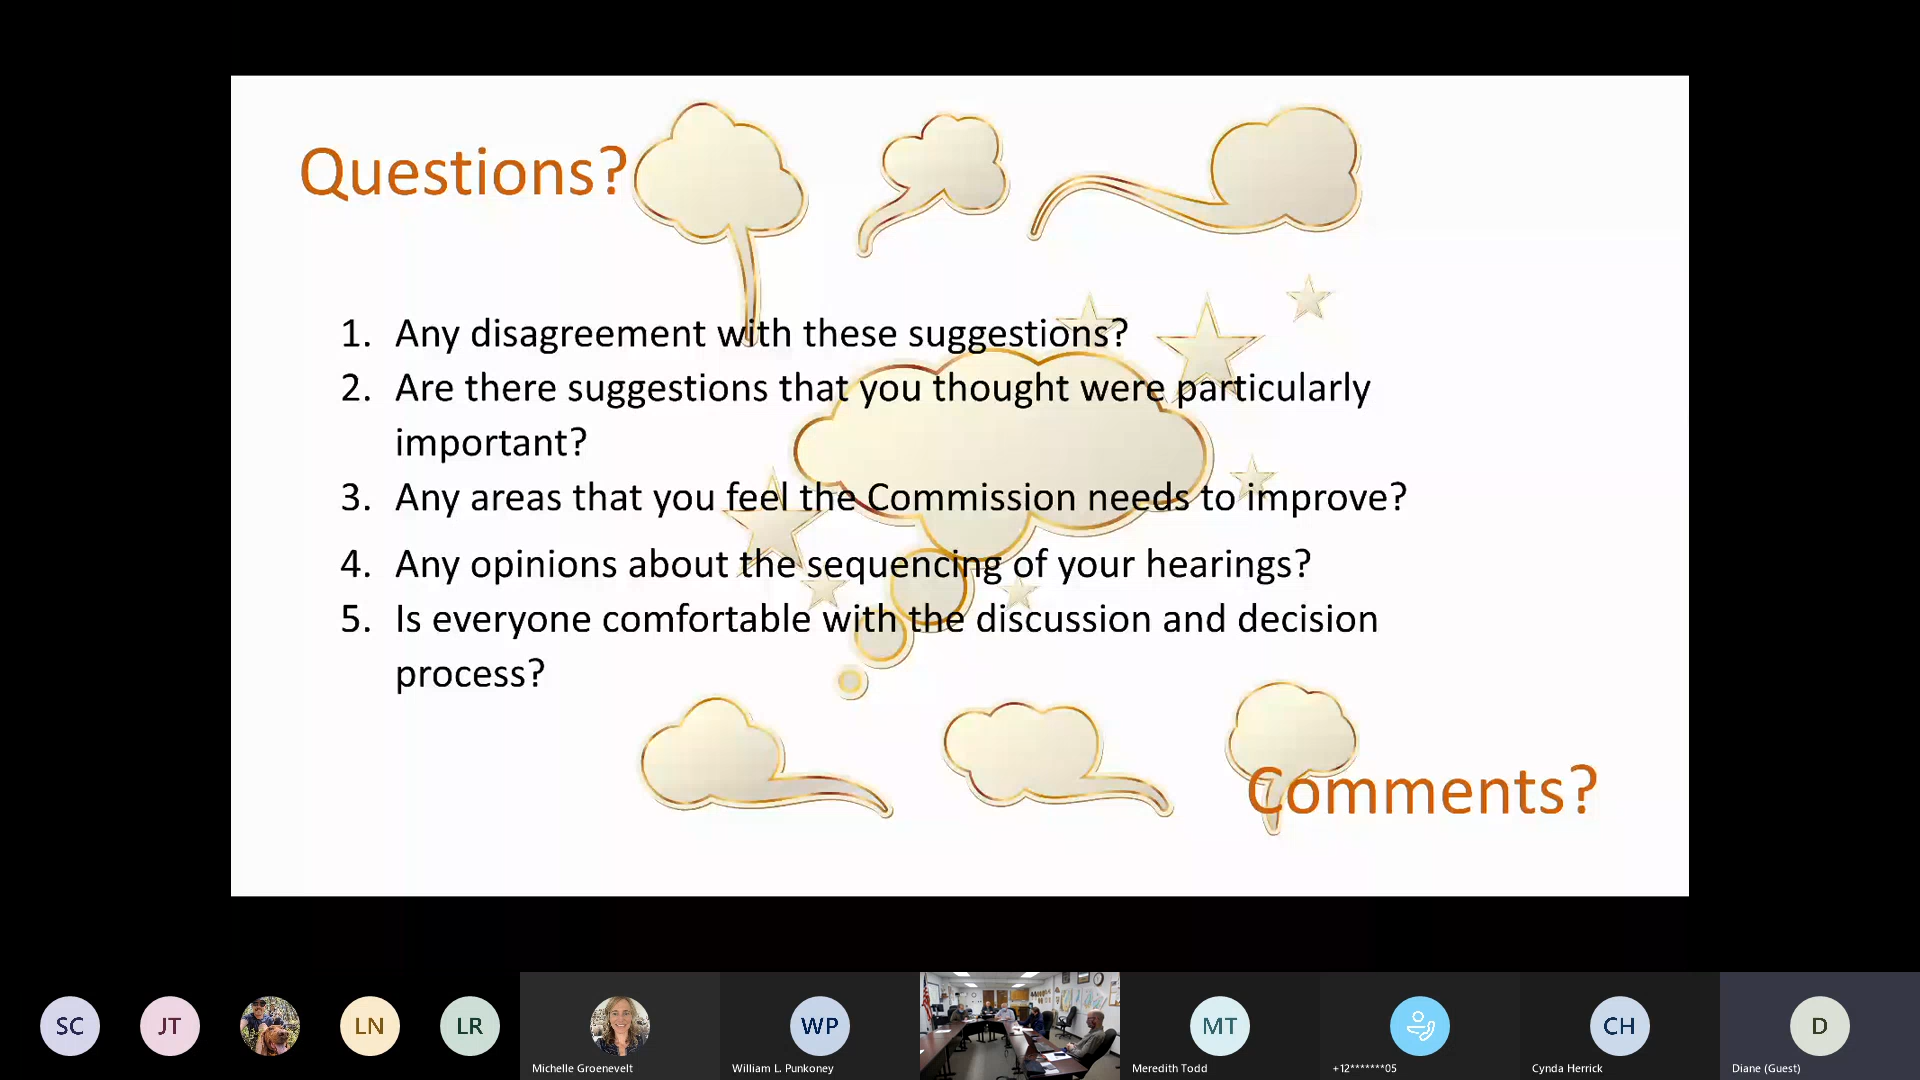 Questions?
1. Any disagreement with these suggestions?
2. Are there suggestions that you thought were particularly
important?
3. Any areas that you feel the Commission needs to improve?
4. Any opinions about the sequencing of your hearings?
5. Is everyone comfortable with the discussion and decision
process?
Comments?
SC
JT
LN
LR
WP
MT
CH
D
Michelle Groenevelt
William L. Punkoney
Meredith Todd
+12*******05
Cynda Herrick
Diane (Guest)